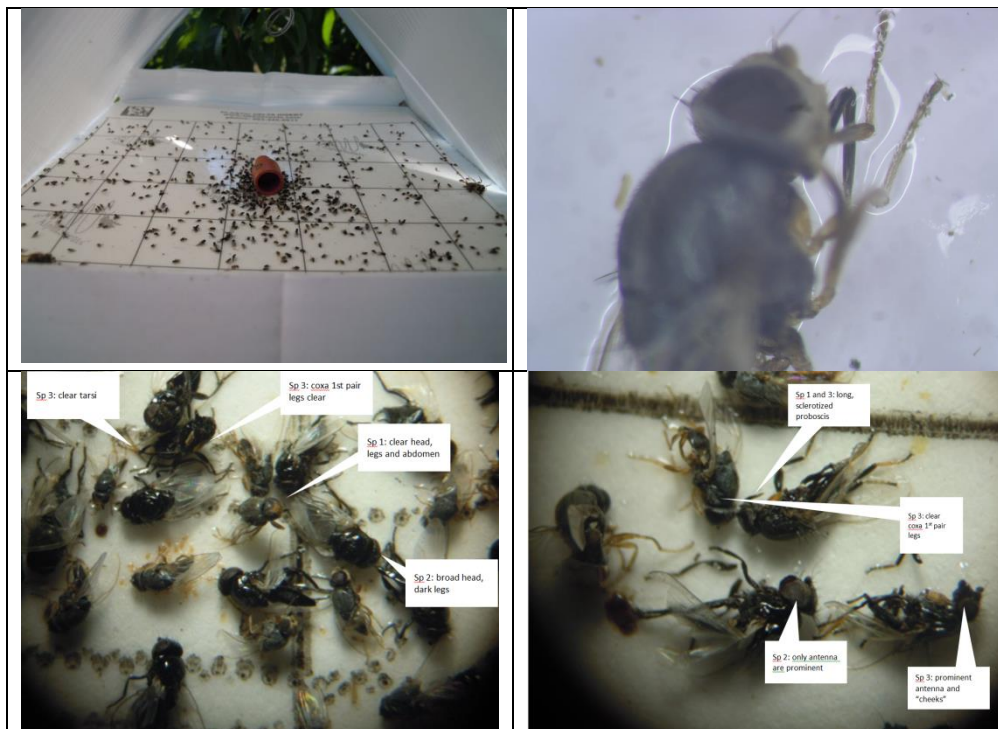 Sp 3: clear tarsi
Sp 3: coxa 1st pair
legs clear
Sp 1: clear head,
legs and abdomen
Sp 2: broad head,
dark legs
Sp 1 and 3: long,
sclerotized
proboscis
Sp 3: clear
coxa 1st pair
legs
Sp 2: only antenna
are prominent
Sp 3: prominent
antenna and
"cheeks"